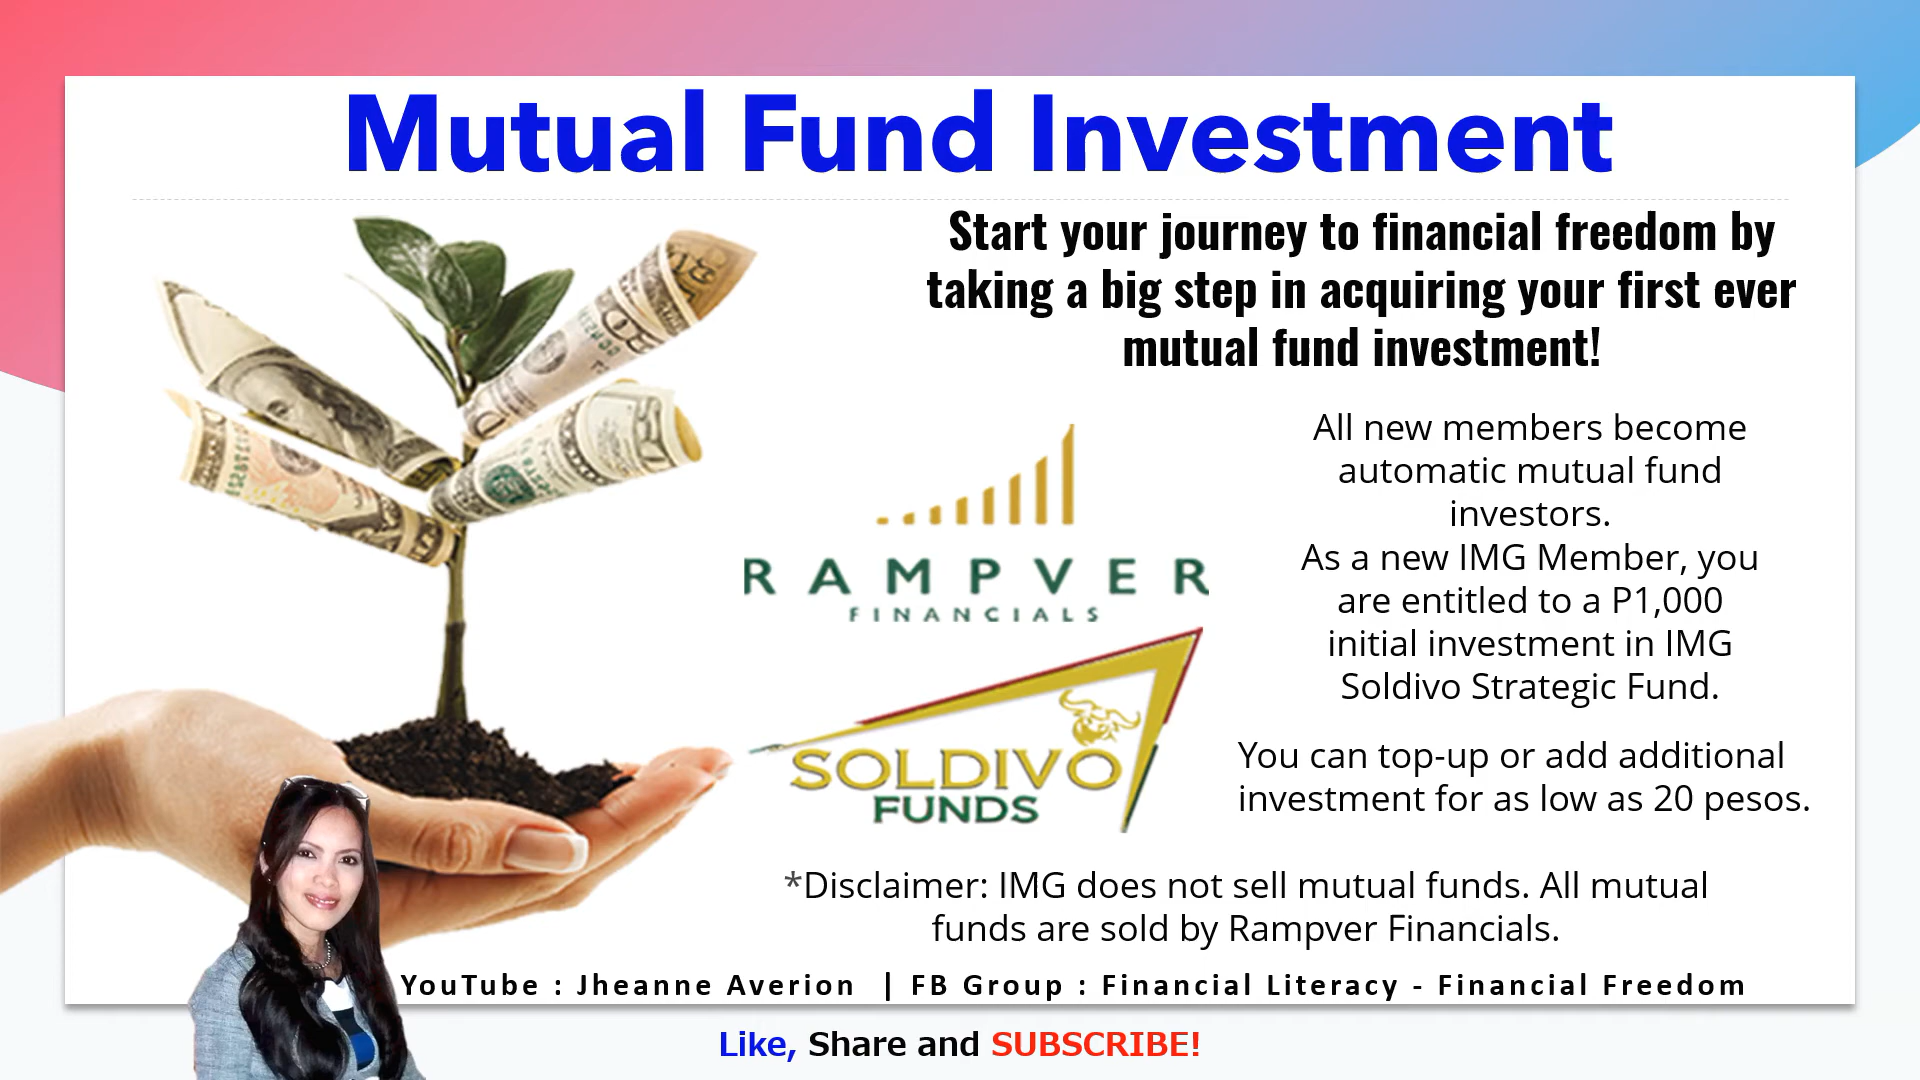 Mutual Fund Investment
Start your journey to financial freedom by
taking a big step in acquiring your first ever
mutual fund investment!
All new members become
automatic mutual fund
investors.
As a new IMG Member, you
are entitled to a P1,000
initial investment in IMG
Soldivo Strategic Fund.
RAMPVER
FINANCIALS
SOLDIVO
FUNDS
You can top-up or add additional
investment for as low as 20 pesos.
*Disclaimer: IMG does not sell mutual funds. All mutual
funds are sold by Rampver Financials.
YouTube : Jheanne Averion | FB Group : Financial Literacy - Financial Freedom
Like, Share and SUBSCRIBE!